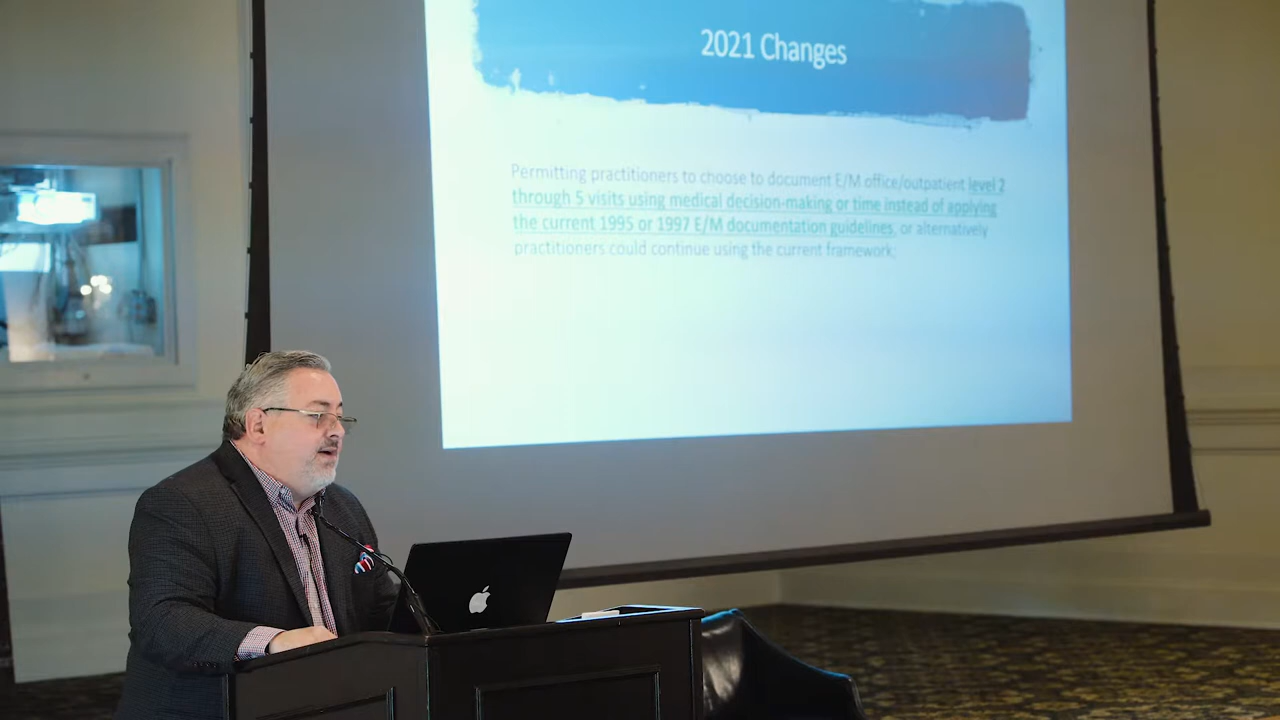 2021 Changes
Permitting practitioners to choose to document E/M office/outpatient level 2
through 5 visits using medical decision-making or time instead of applying
the current 1995 or 1997 E/M documentation guidelines, or alternatively
practitioners could continue using the current framework;